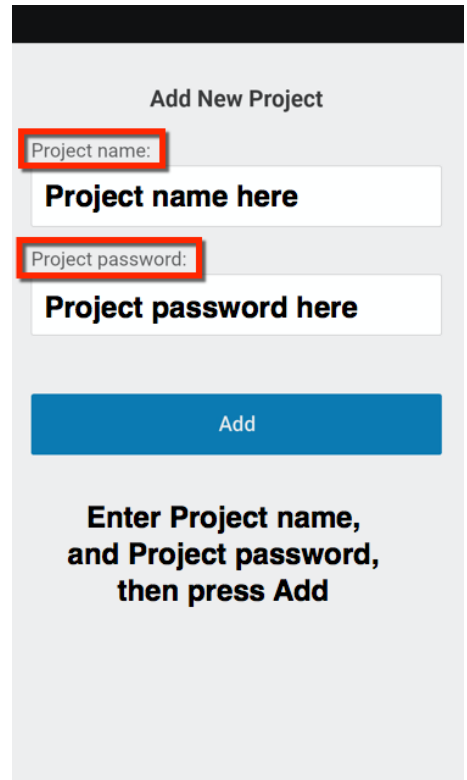 Add New Project
Project name:
Project name here
Project password:
Project password here
Add
Enter Project name,
and Project password,
then press Add